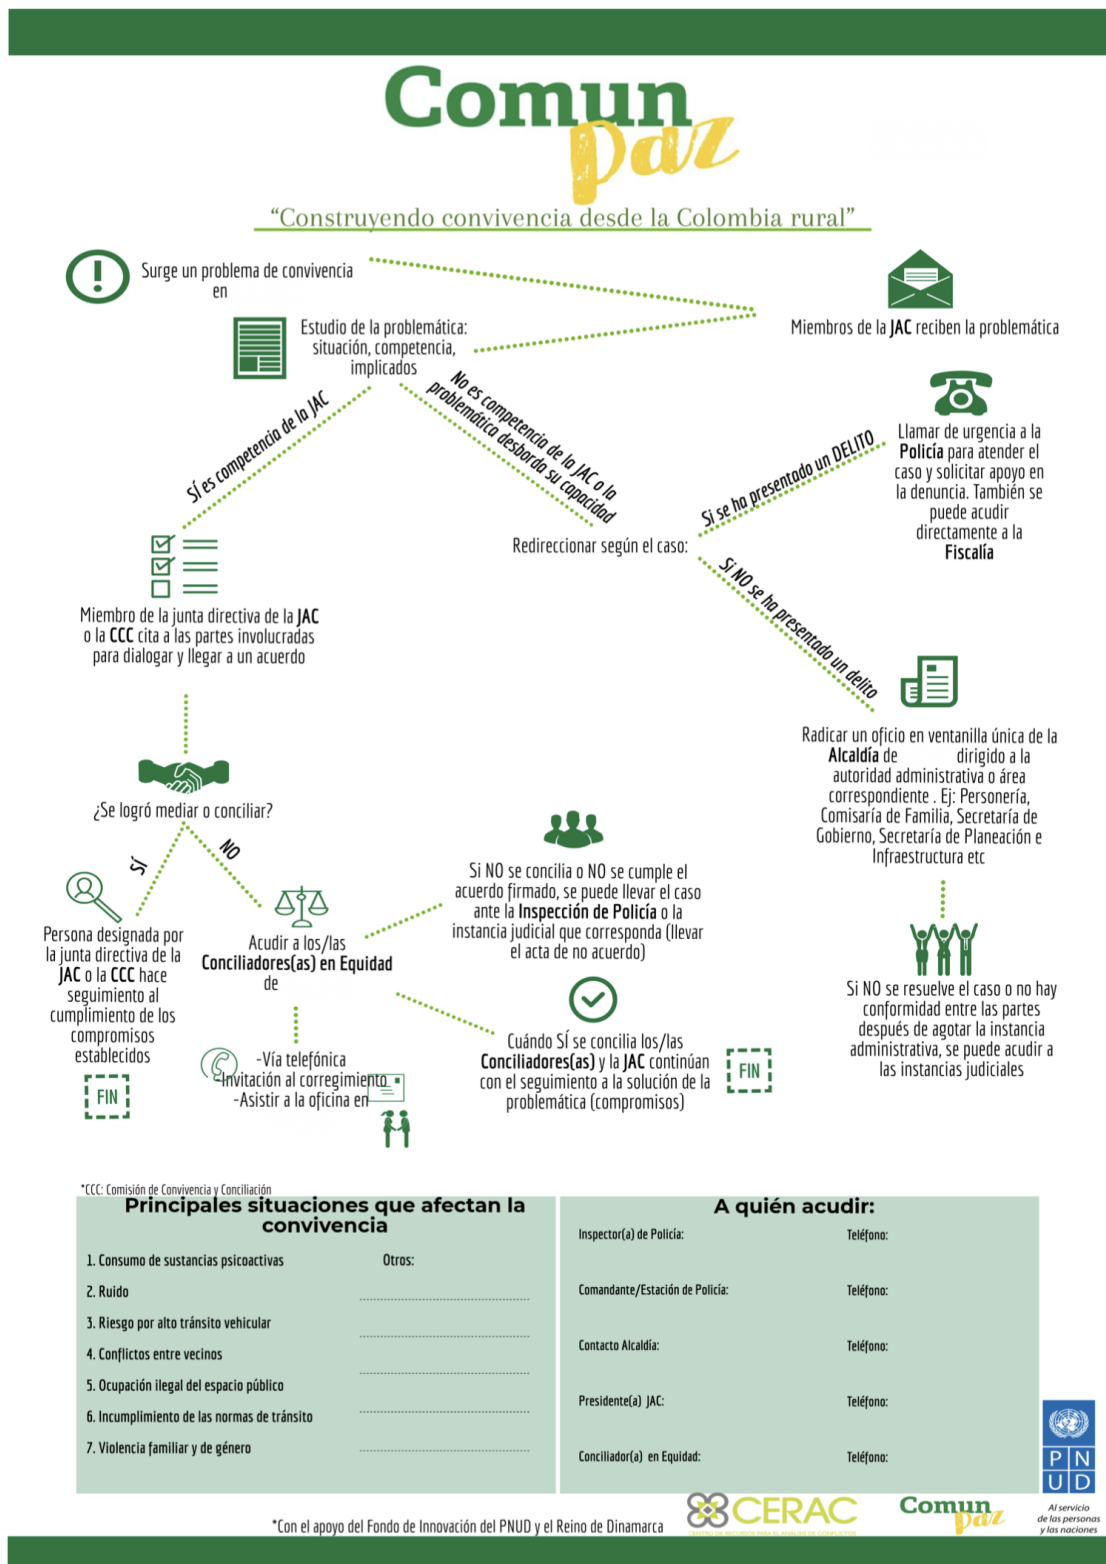 Comun
paz
“Construyendo convivencia desde la Colombia rural”
Surge un problema de convivencia
en
Miembros de la JAC reciben la problemática
Estudio de la problemática:
situación, competencia,
implicados
SÍ es competencia de la JAC
No es competencia de la JAC o la
problemática desborda su capacidad
Redireccionar según el caso:
Si se ha presentado un DELITO
Llamar de urgencia a la
Policía para atender el
caso y solicitar apoyo en
la denuncia. También se
puede acudir
directamente a la
Fiscalía
Si NO se ha presentado un delito
Radicar un oficio en ventanilla única de la
Alcaldía de dirigido a la
autoridad administrativa o área
correspondiente . Ej: Personería,
Comisaría de Familia, Secretaría de
Gobierno, Secretaría de Planeación e
Infraestructura etc
Si NO se resuelve el caso o no hay
conformidad entre las partes
después de agotar la instancia
administrativa, se puede acudir a
las instancias judiciales
Miembro de la junta directiva de la JAC
o la CCC cita a las partes involucradas
para dialogar y llegar a un acuerdo
¿Se logró mediar o conciliar?
SÍ
NO
Persona designada por
la junta directiva de la
JAC o la CCC hace
seguimiento al
cumplimiento de los
compromisos
establecidos
FIN
Acudir a los/las
Conciliadores(as) en Equidad
de
-Vía telefónica
-Invitación al corregimiento
-Asistir a la oficina en
Si NO se concilia o NO se cumple el
acuerdo firmado, se puede llevar el caso
ante la Inspección de Policía o la
instancia judicial que corresponda (llevar
el acta de no acuerdo)
Cuándo SÍ se concilia los/las
Conciliadores(as) y la JAC continúan
con el seguimiento a la solución de la
problemática (compromisos)
FIN
*CCC: Comisión de Convivencia y Conciliación
Principales situaciones que afectan la
convivencia
1. Consumo de sustancias psicoactivas
2. Ruido
3. Riesgo por alto tránsito vehicular
4. Conflictos entre vecinos
5. Ocupación ilegal del espacio público
6. Incumplimiento de las normas de tránsito
7. Violencia familiar y de género
Otros:
A quién acudir:
Inspector(a) de Policía: Teléfono:
Comandante/Estación de Policía: Teléfono:
Contacto Alcaldía: Teléfono:
Presidente(a) JAC: Teléfono:
Conciliador(a) en Equidad: Teléfono:
*Con el apoyo del Fondo de Innovación del PNUD y el Reino de Dinamarca
CERAC
CENTRO DE RECURSOS PARA EL ANÁLISIS DE CONFLICTOS
Comun
paz
P N
U D
Al servicio
de las personas
y las naciones